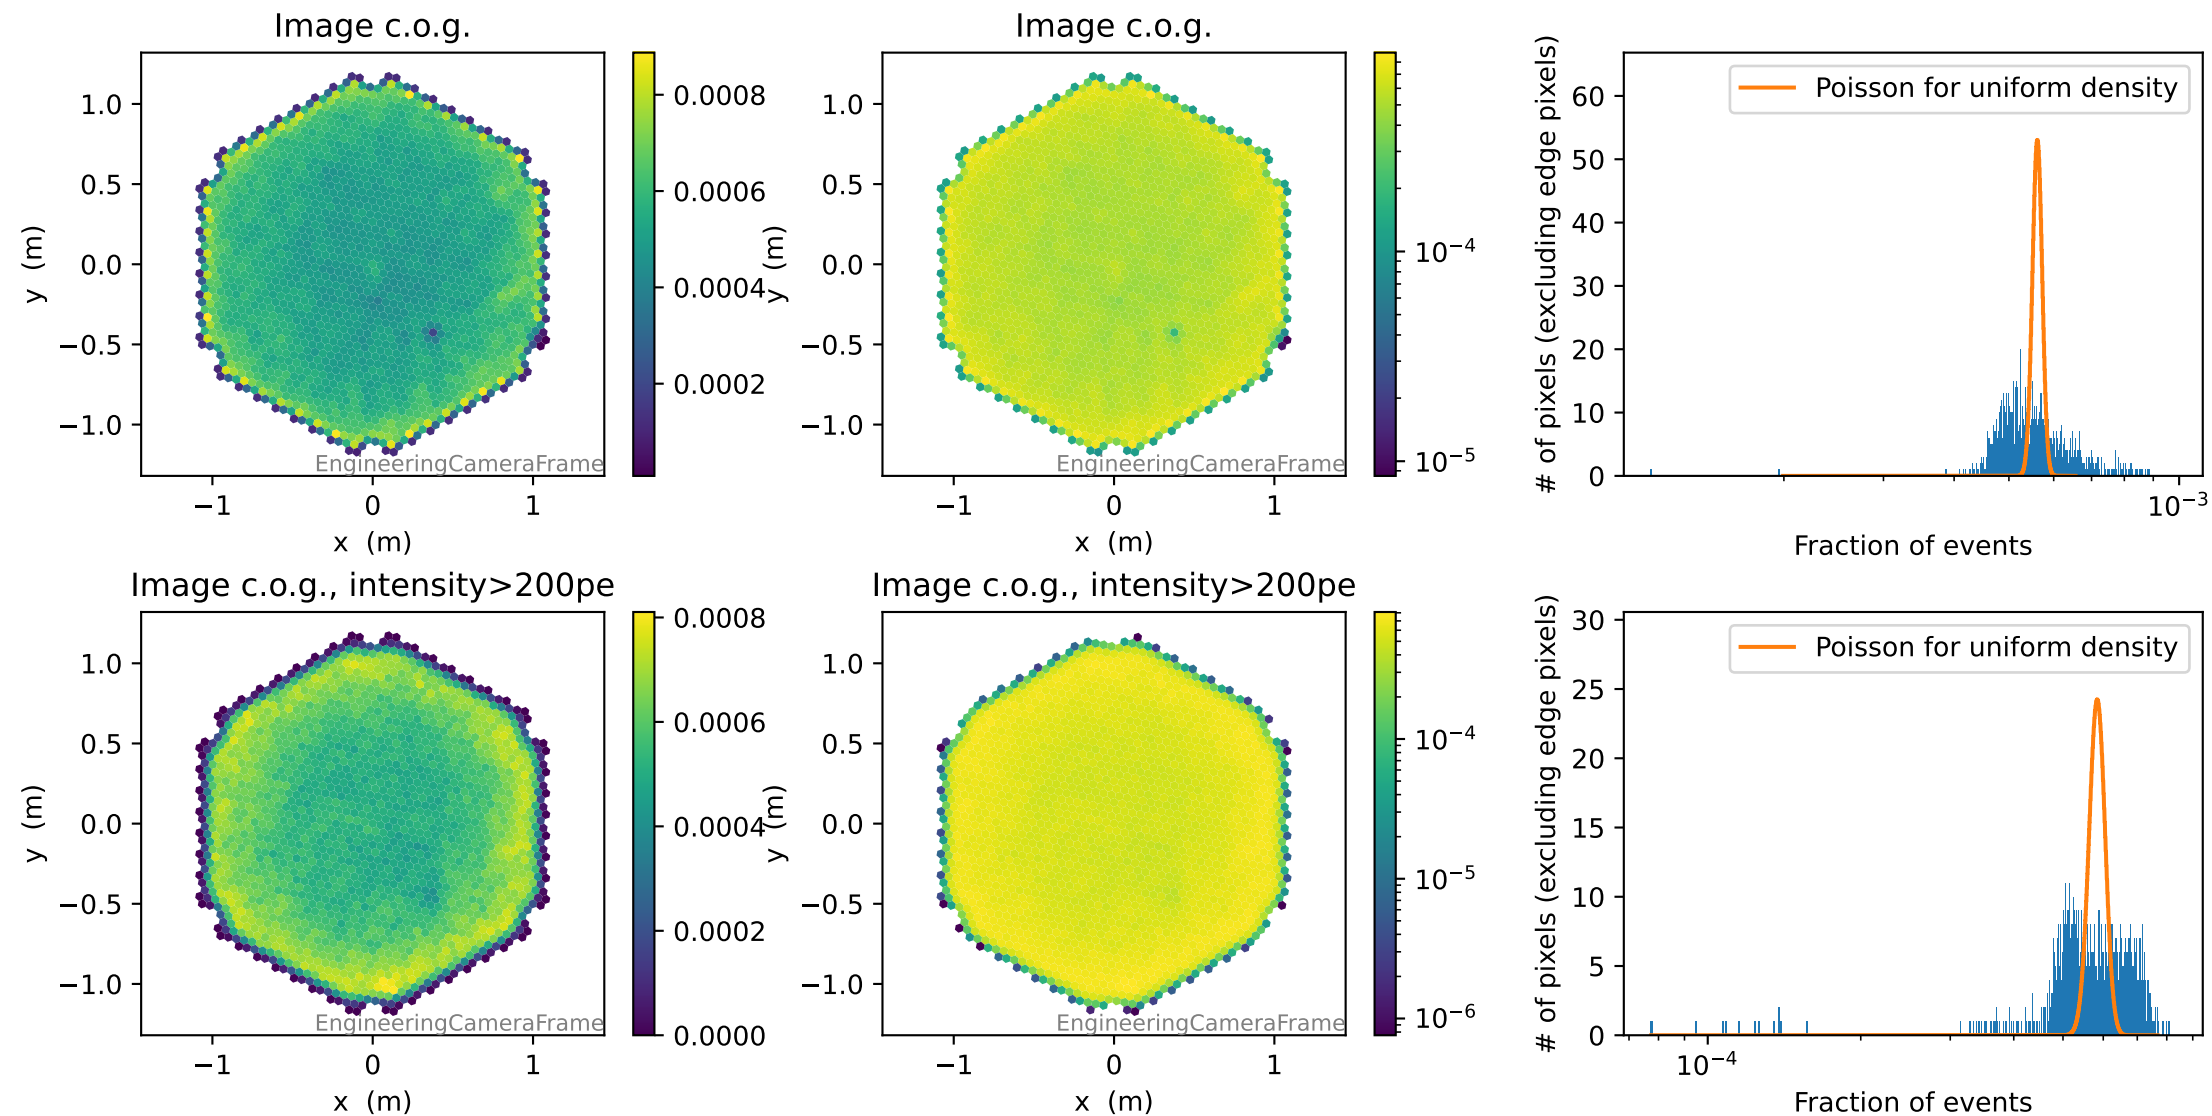 Image c.o.g.
1.0
0.5
0.0
−0.5
−1.0
y (m)
−1
0
1
x (m)
EngineeringCameraFrame
0.0008
0.0006
0.0004
0.0002
Image c.o.g.
1.0
0.5
0.0
−0.5
−1.0
y (m)
−1
0
1
x (m)
EngineeringCameraFrame
10−4
10−5
# of pixels (excluding edge pixels)
60
50
40
30
20
10
0
Poisson for uniform density
10−3
Fraction of events
Image c.o.g., intensity>200pe
1.0
0.5
0.0
−0.5
−1.0
y (m)
−1
0
1
x (m)
EngineeringCameraFrame
0.0008
0.0006
0.0004
0.0002
0.0000
Image c.o.g., intensity>200pe
1.0
0.5
0.0
−0.5
−1.0
y (m)
−1
0
1
x (m)
EngineeringCameraFrame
10−4
10−5
10−6
# of pixels (excluding edge pixels)
30
25
20
15
10
5
0
Poisson for uniform density
10−4
Fraction of events